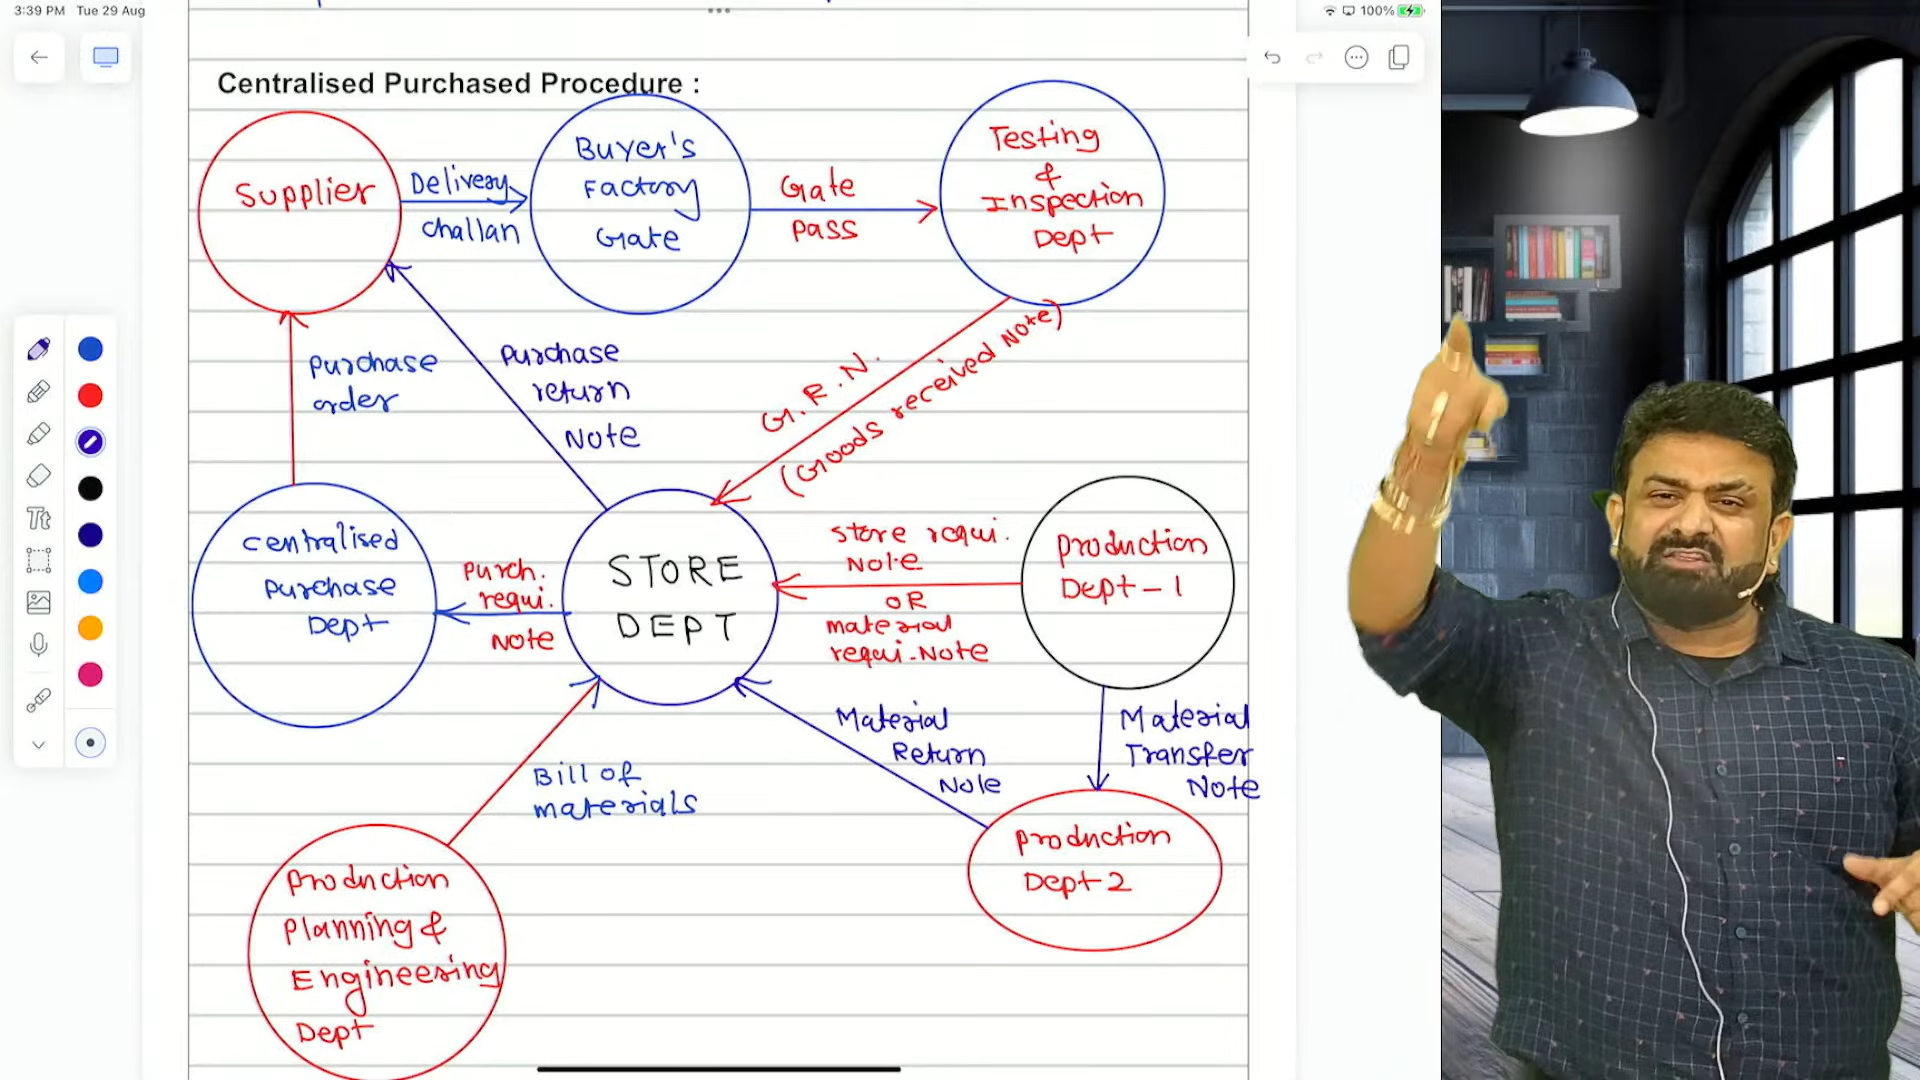 3:39 PM Tue 29 Aug
100%
Centralised Purchased Procedure :
Supplier
Delivery
challan
Buyer's
Factory
Gate
Gate
pass
Testing
&
Inspection
Dept
purchase
order
purchase
return
Note
G.R.N.
(Goods received Note)
centralised
purchase
Dept
purch.
requi.
Note
STORE
DEPT
store requi.
Note
OR
material
requi.Note
production
Dept-1
Material
Return
Note
Material
Transfer
Note
Bill of
materials
production
Dept 2
production
planning &
Engineering
Dept
Tt